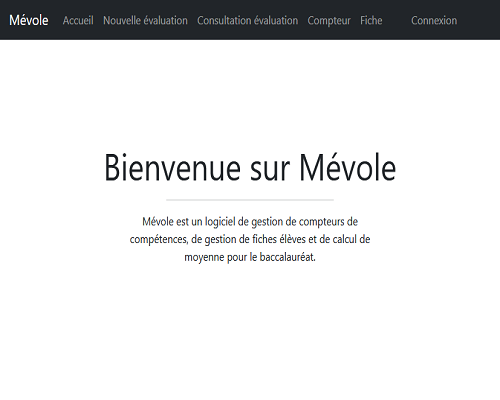 Mévole Accueil Nouvelle évaluation Consultation évaluation Compteur Fiche Connexion
Bienvenue sur Mévole
Mévole est un logiciel de gestion de compteurs de
compétences, de gestion de fiches élèves et de calcul de
moyenne pour le baccalauréat.